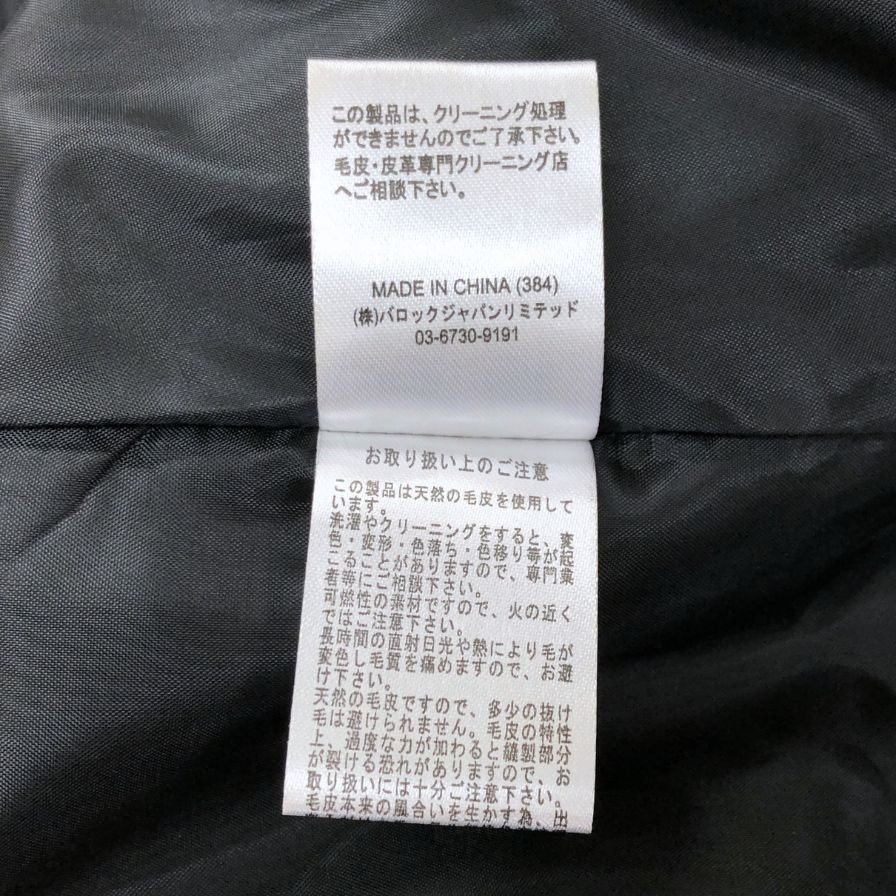 この製品は、クリーニング処理
ができませんのでご了承下さい。
毛皮・皮革専門クリーニング店
へご相談下さい。
MADE IN CHINA (384)
(株)バロックジャパンリミテッド
03-6730-9191
お取り扱い上のご注意
この製品は天然の毛皮を使用して
います。
洗濯やクリーニングをすると、変
色・変形・色落ち・色移り等が起
こることがありますので、専門業
者等にご相談下さい。
可燃性の素材ですので、火の近く
ではご注意下さい。
長時間の直射日光や熱により毛が
変色し毛質を痛めますので、お避
け下さい。
天然の毛皮ですので、多少の抜け
毛は避けられません。毛皮の特性
上、過度な力が加わると縫製部分
が裂ける恐れがありますので、お
取り扱いには十分ご注意下さい。
毛皮本来の風合いを生かす為、出